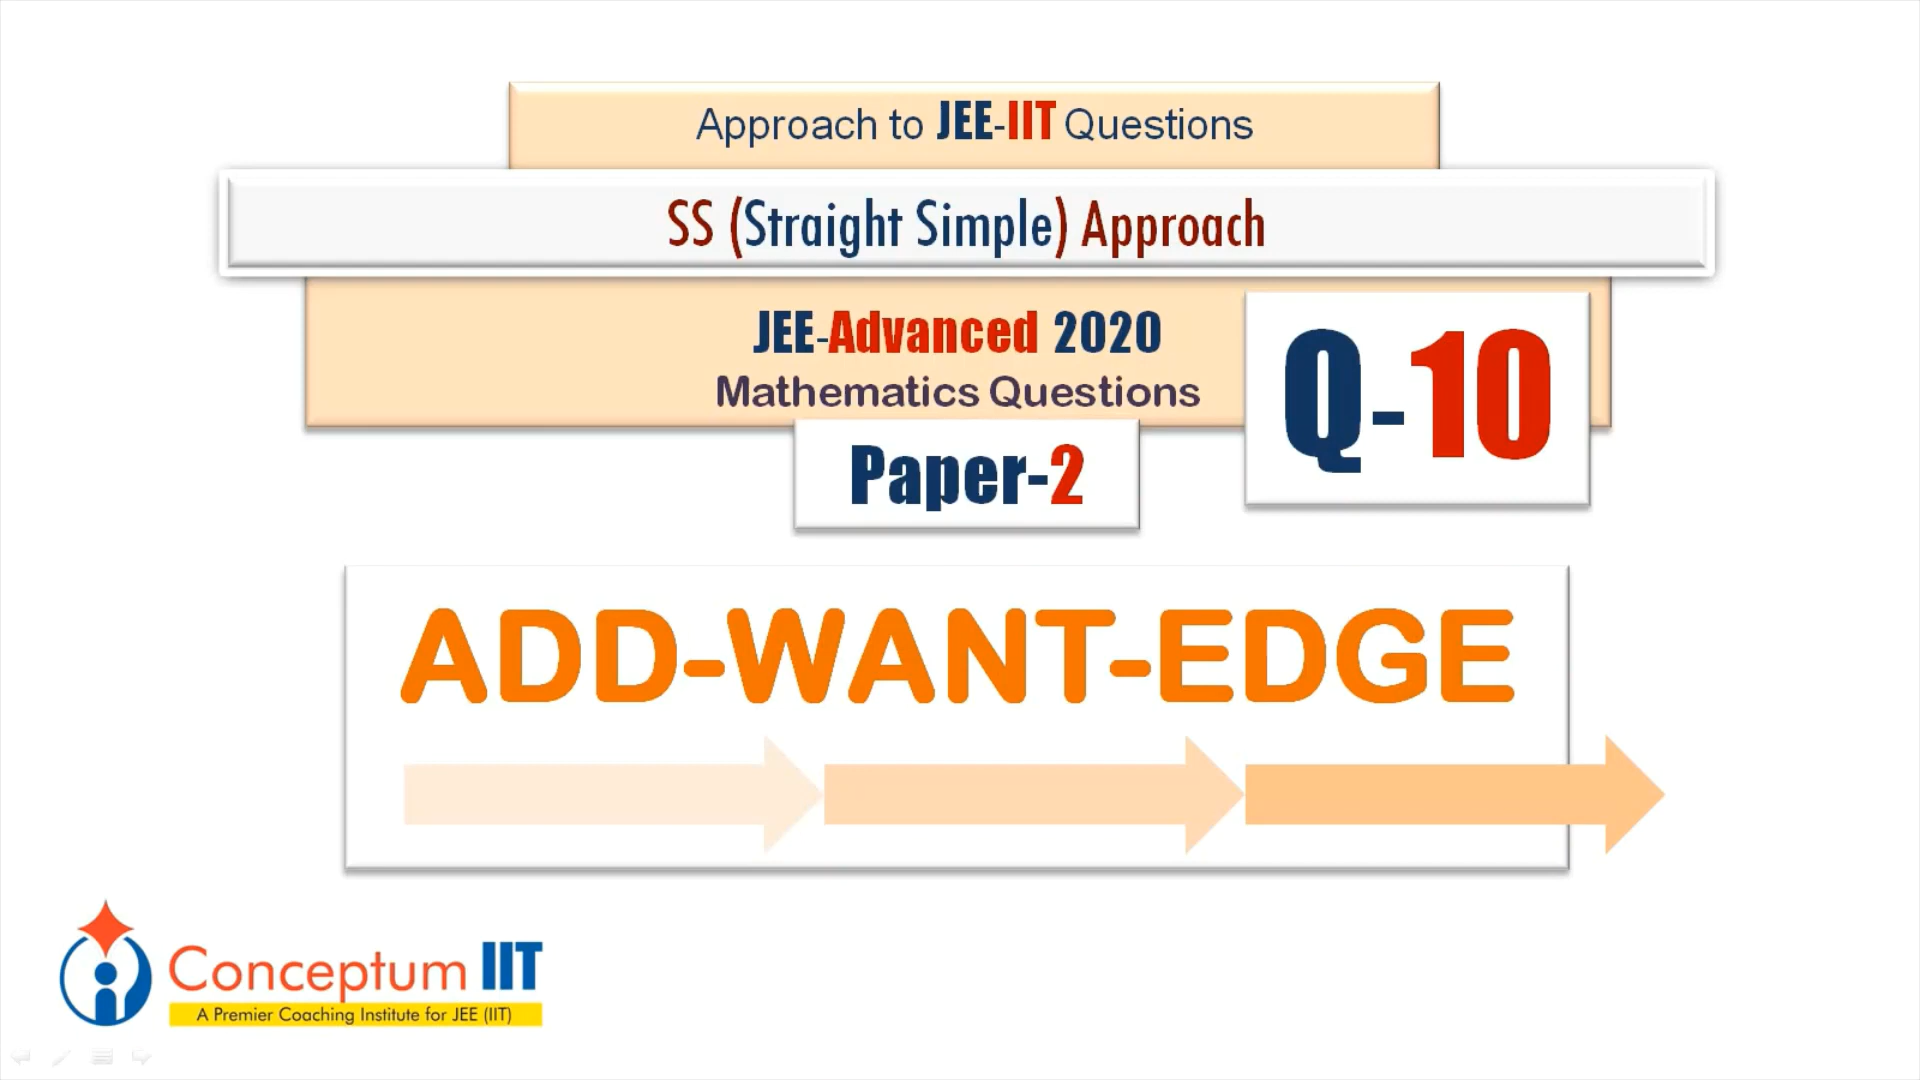 Approach to JEE-IIT Questions
SS (Straight Simple) Approach
JEE-Advanced 2020
Mathematics Questions
Q-10
Paper-2
ADD-WANT-EDGE
Conceptum IIT
A Premier Coaching Institute for JEE (IIT)